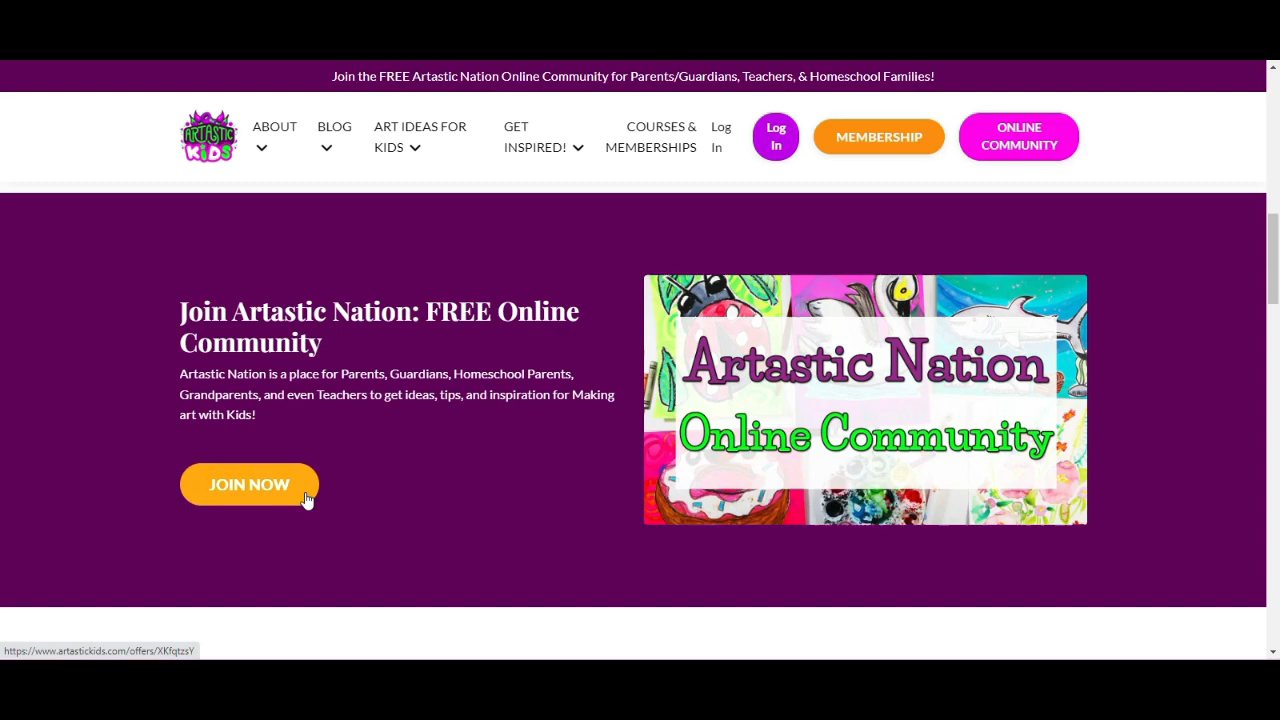 Join the FREE Artastic Nation Online Community for Parents/Guardians, Teachers, & Homeschool Families!
ARTASTIC
KIDS
ABOUT
BLOG
ART IDEAS FOR
KIDS
GET
INSPIRED!
COURSES &
MEMBERSHIPS
Log
In
Log
In
MEMBERSHIP
ONLINE
COMMUNITY
Join Artastic Nation: FREE Online
Community
Artastic Nation is a place for Parents, Guardians, Homeschool Parents,
Grandparents, and even Teachers to get ideas, tips, and inspiration for Making
art with Kids!
JOIN NOW
Artastic Nation
Online Community
https://www.artastickids.com/offers/XKfqtzsY